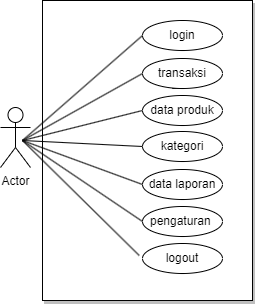 login
transaksi
data produk
kategori
Actor
data laporan
pengaturan
logout